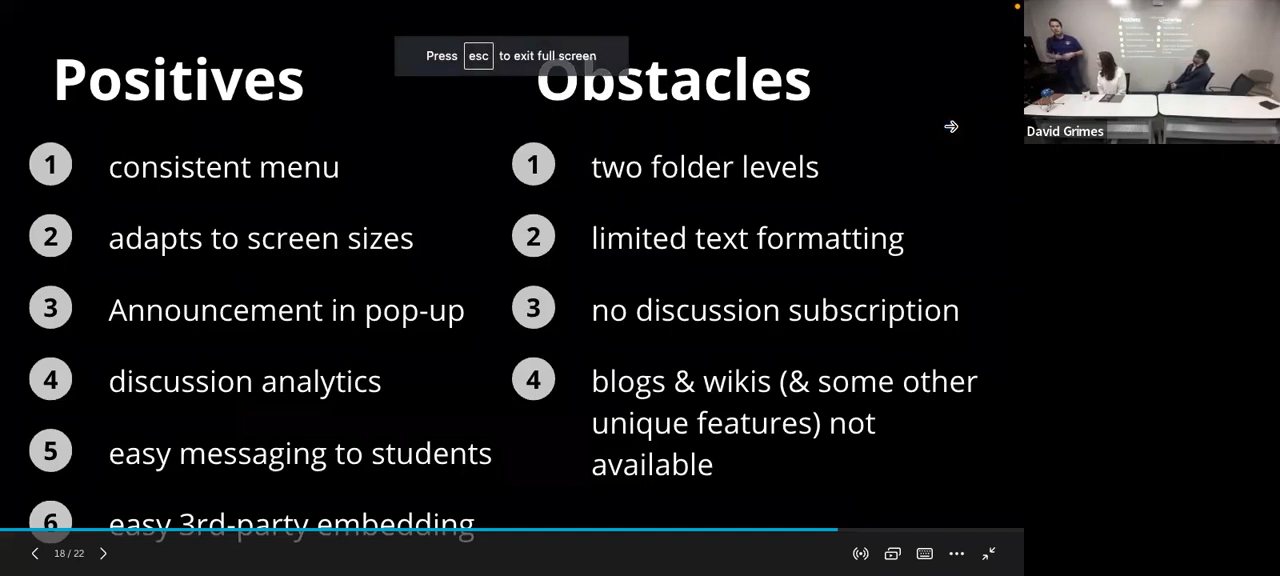 Press esc to exit full screen
Positives
1 consistent menu
2 adapts to screen sizes
3 Announcement in pop-up
4 discussion analytics
5 easy messaging to students
6 easy 3rd-party embedding
Obstacles
1 two folder levels
2 limited text formatting
3 no discussion subscription
4 blogs & wikis (& some other
unique features) not
available
David Grimes
18 / 22